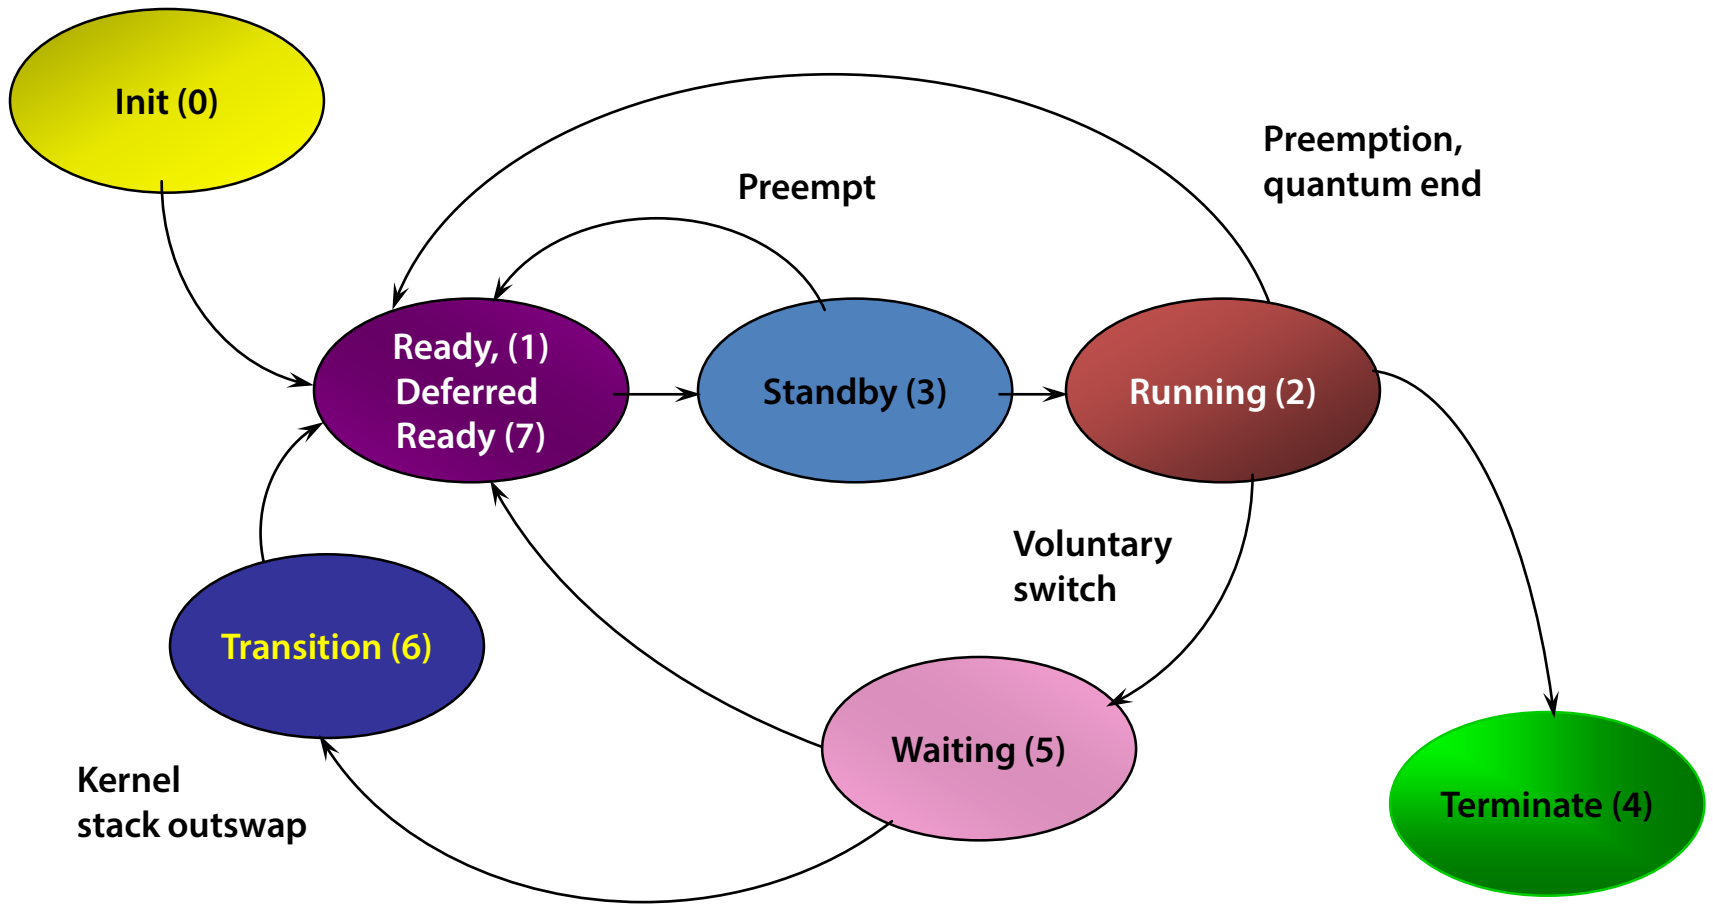 Init (0)
Preemption,
quantum end
Preempt
Ready, (1)
Deferred
Ready (7)
Standby (3)
Running (2)
Voluntary
switch
Transition (6)
Waiting (5)
Kernel
stack outswap
Terminate (4)